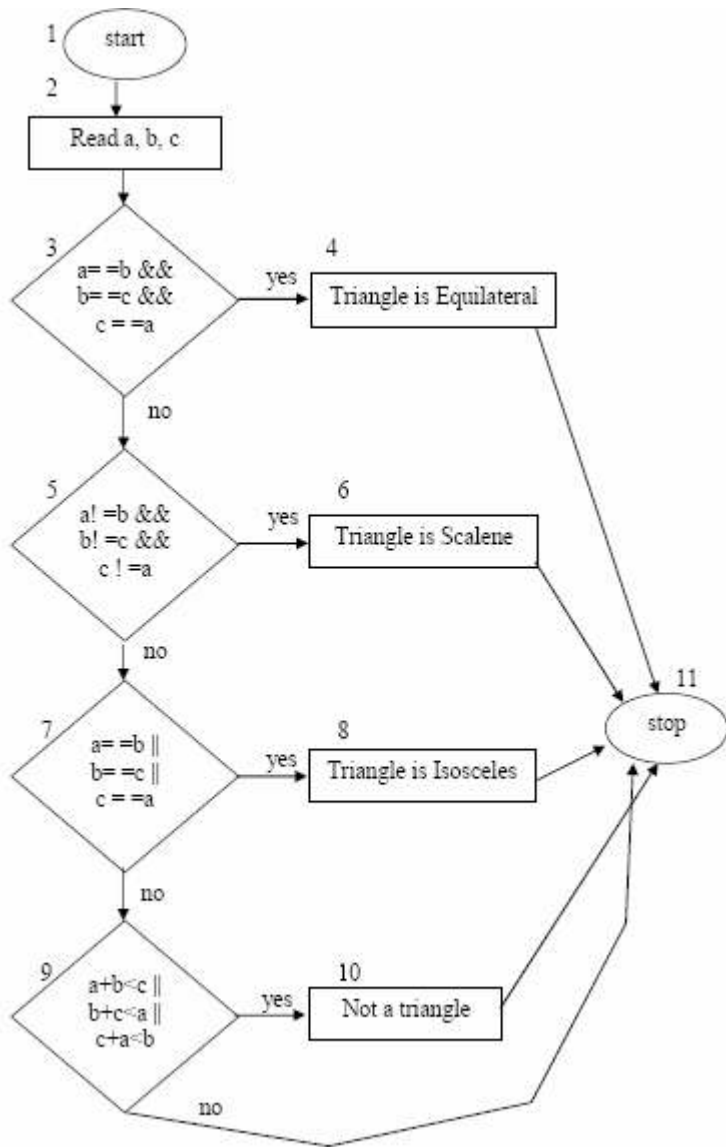 1
start
2
Read a, b, c
3
a= =b &&
b= =c &&
c = =a
yes
4
Triangle is Equilateral
no
5
a! =b &&
b! =c &&
c ! =a
yes
6
Triangle is Scalene
no
7
a= =b ||
b= =c ||
c = =a
yes
8
Triangle is Isosceles
11
stop
no
9
a+b<c ||
b+c<a ||
c+a<b
yes
10
Not a triangle
no